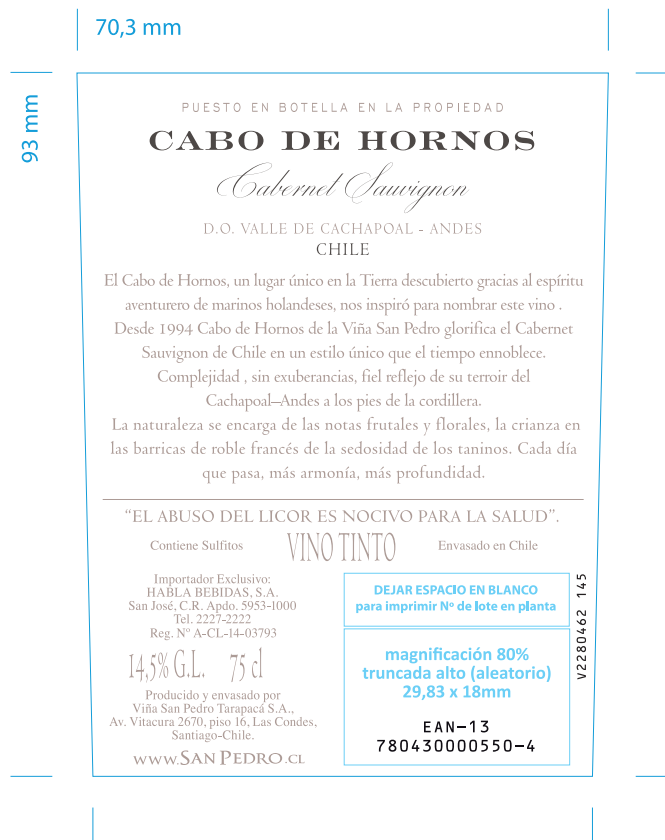 70,3 mm
93 mm
PUESTO EN BOTELLA EN LA PROPIEDAD
CABO DE HORNOS
Cabernet Sauvignon
D.O. VALLE DE CACHAPOAL - ANDES
CHILE
El Cabo de Hornos, un lugar único en la Tierra descubierto gracias al espíritu
aventurero de marinos holandeses, nos inspiró para nombrar este vino .
Desde 1994 Cabo de Hornos de la Viña San Pedro glorifica el Cabernet
Sauvignon de Chile en un estilo único que el tiempo ennoblece.
Complejidad , sin exuberancias, fiel reflejo de su terroir del
Cachapoal–Andes a los pies de la cordillera.
La naturaleza se encarga de las notas frutales y florales, la crianza en
las barricas de roble francés de la sedosidad de los taninos. Cada día
que pasa, más armonía, más profundidad.
“EL ABUSO DEL LICOR ES NOCIVO PARA LA SALUD”.
Contiene Sulfitos
VINO TINTO
Envasado en Chile
Importador Exclusivo:
HABLA BEBIDAS, S.A.
San José, C.R. Apdo. 5953-1000
Tel. 2227-2222
Reg. Nº A-CL-14-03793
14,5% G.L. 75 cl
Producido y envasado por
Viña San Pedro Tarapacá S.A.,
Av. Vitacura 2670, piso 16, Las Condes,
Santiago-Chile.
WWW.SAN PEDRO.CL
DEJAR ESPACIO EN BLANCO
para imprimir Nº de lote en planta
magnificación 80%
truncada alto (aleatorio)
29,83 x 18mm
EAN-13
780430000550-4
V2280462 145